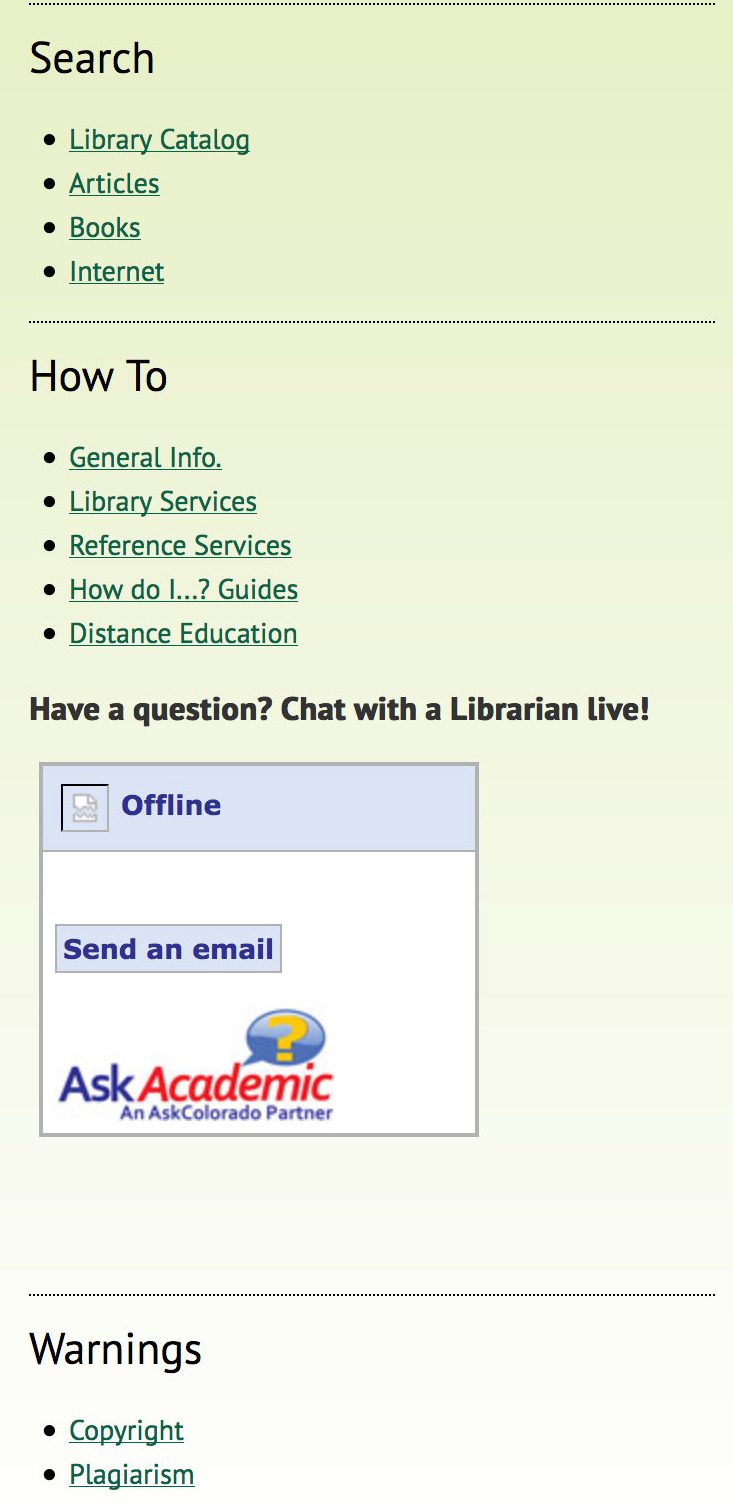 Search
Library Catalog
Articles
Books
Internet
How To
General Info.
Library Services
Reference Services
How do I...? Guides
Distance Education
Have a question? Chat with a Librarian live!
Offline
Send an email
?
AskAcademic
An AskColorado Partner
Warnings
Copyright
Plagiarism